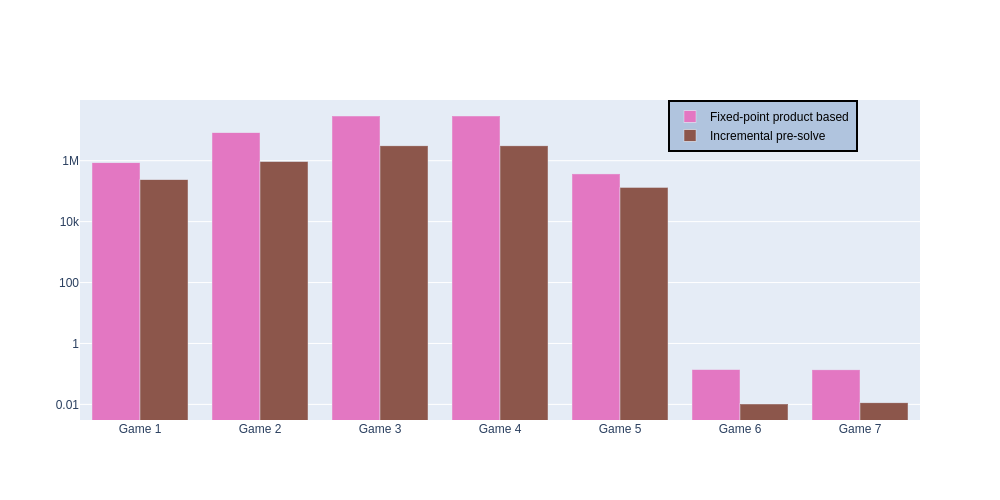 Fixed-point product based
Incremental pre-solve
1M
10k
100
1
0.01
Game 1
Game 2
Game 3
Game 4
Game 5
Game 6
Game 7